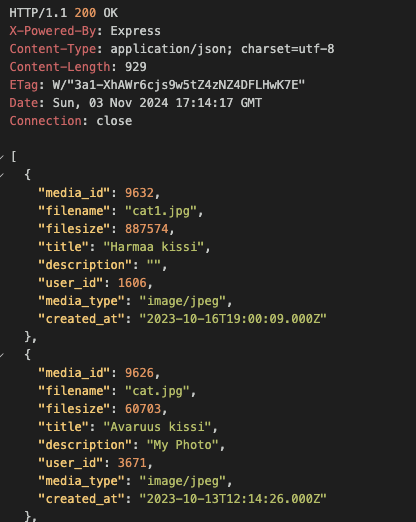 HTTP/1.1 200 OK
X-Powered-By: Express
Content-Type: application/json; charset=utf-8
Content-Length: 929
ETag: W/"3a1-XhAWr6cjs9w5tZ4zNZ4DFLHwK7E"
Date: Sun, 03 Nov 2024 17:14:17 GMT
Connection: close
[
{
"media_id": 9632,
"filename": "cat1.jpg",
"filesize": 887574,
"title": "Harmaa kissi",
"description": "",
"user_id": 1606,
"media_type": "image/jpeg",
"created_at": "2023-10-16T19:00:09.000Z"
},
{
"media_id": 9626,
"filename": "cat.jpg",
"filesize": 60703,
"title": "Avaruus kissi",
"description": "My Photo",
"user_id": 3671,
"media_type": "image/jpeg",
"created_at": "2023-10-13T12:14:26.000Z"
},